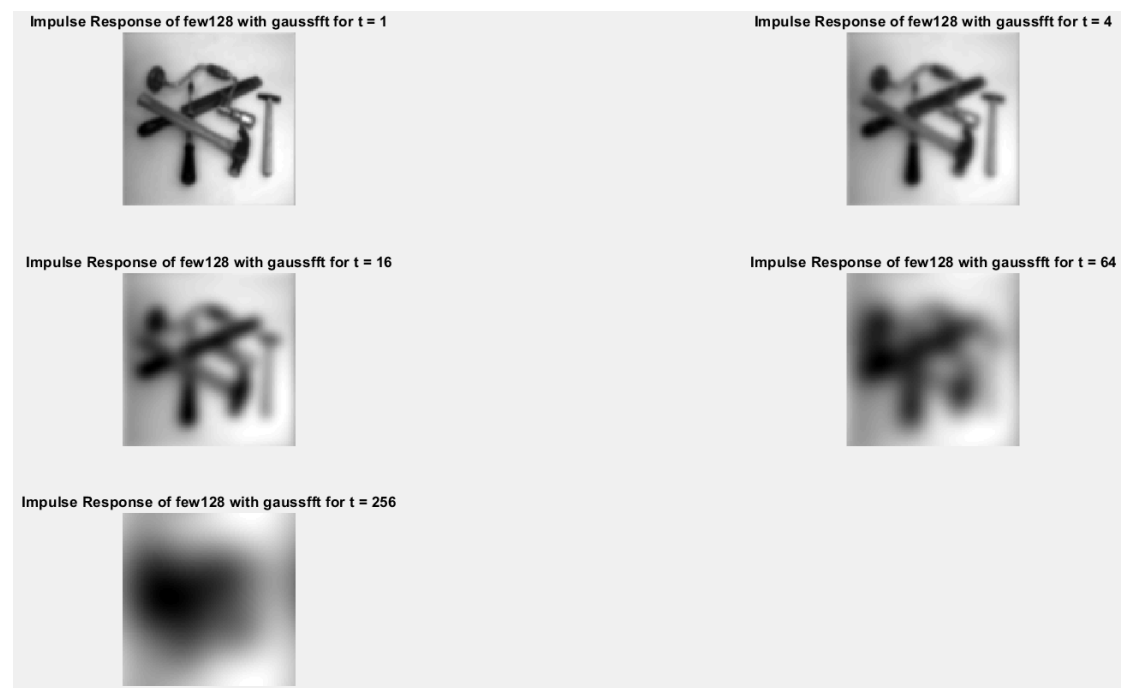 Impulse Response of few128 with gaussfft for t = 1
Impulse Response of few128 with gaussfft for t = 4
Impulse Response of few128 with gaussfft for t = 16
Impulse Response of few128 with gaussfft for t = 64
Impulse Response of few128 with gaussfft for t = 256